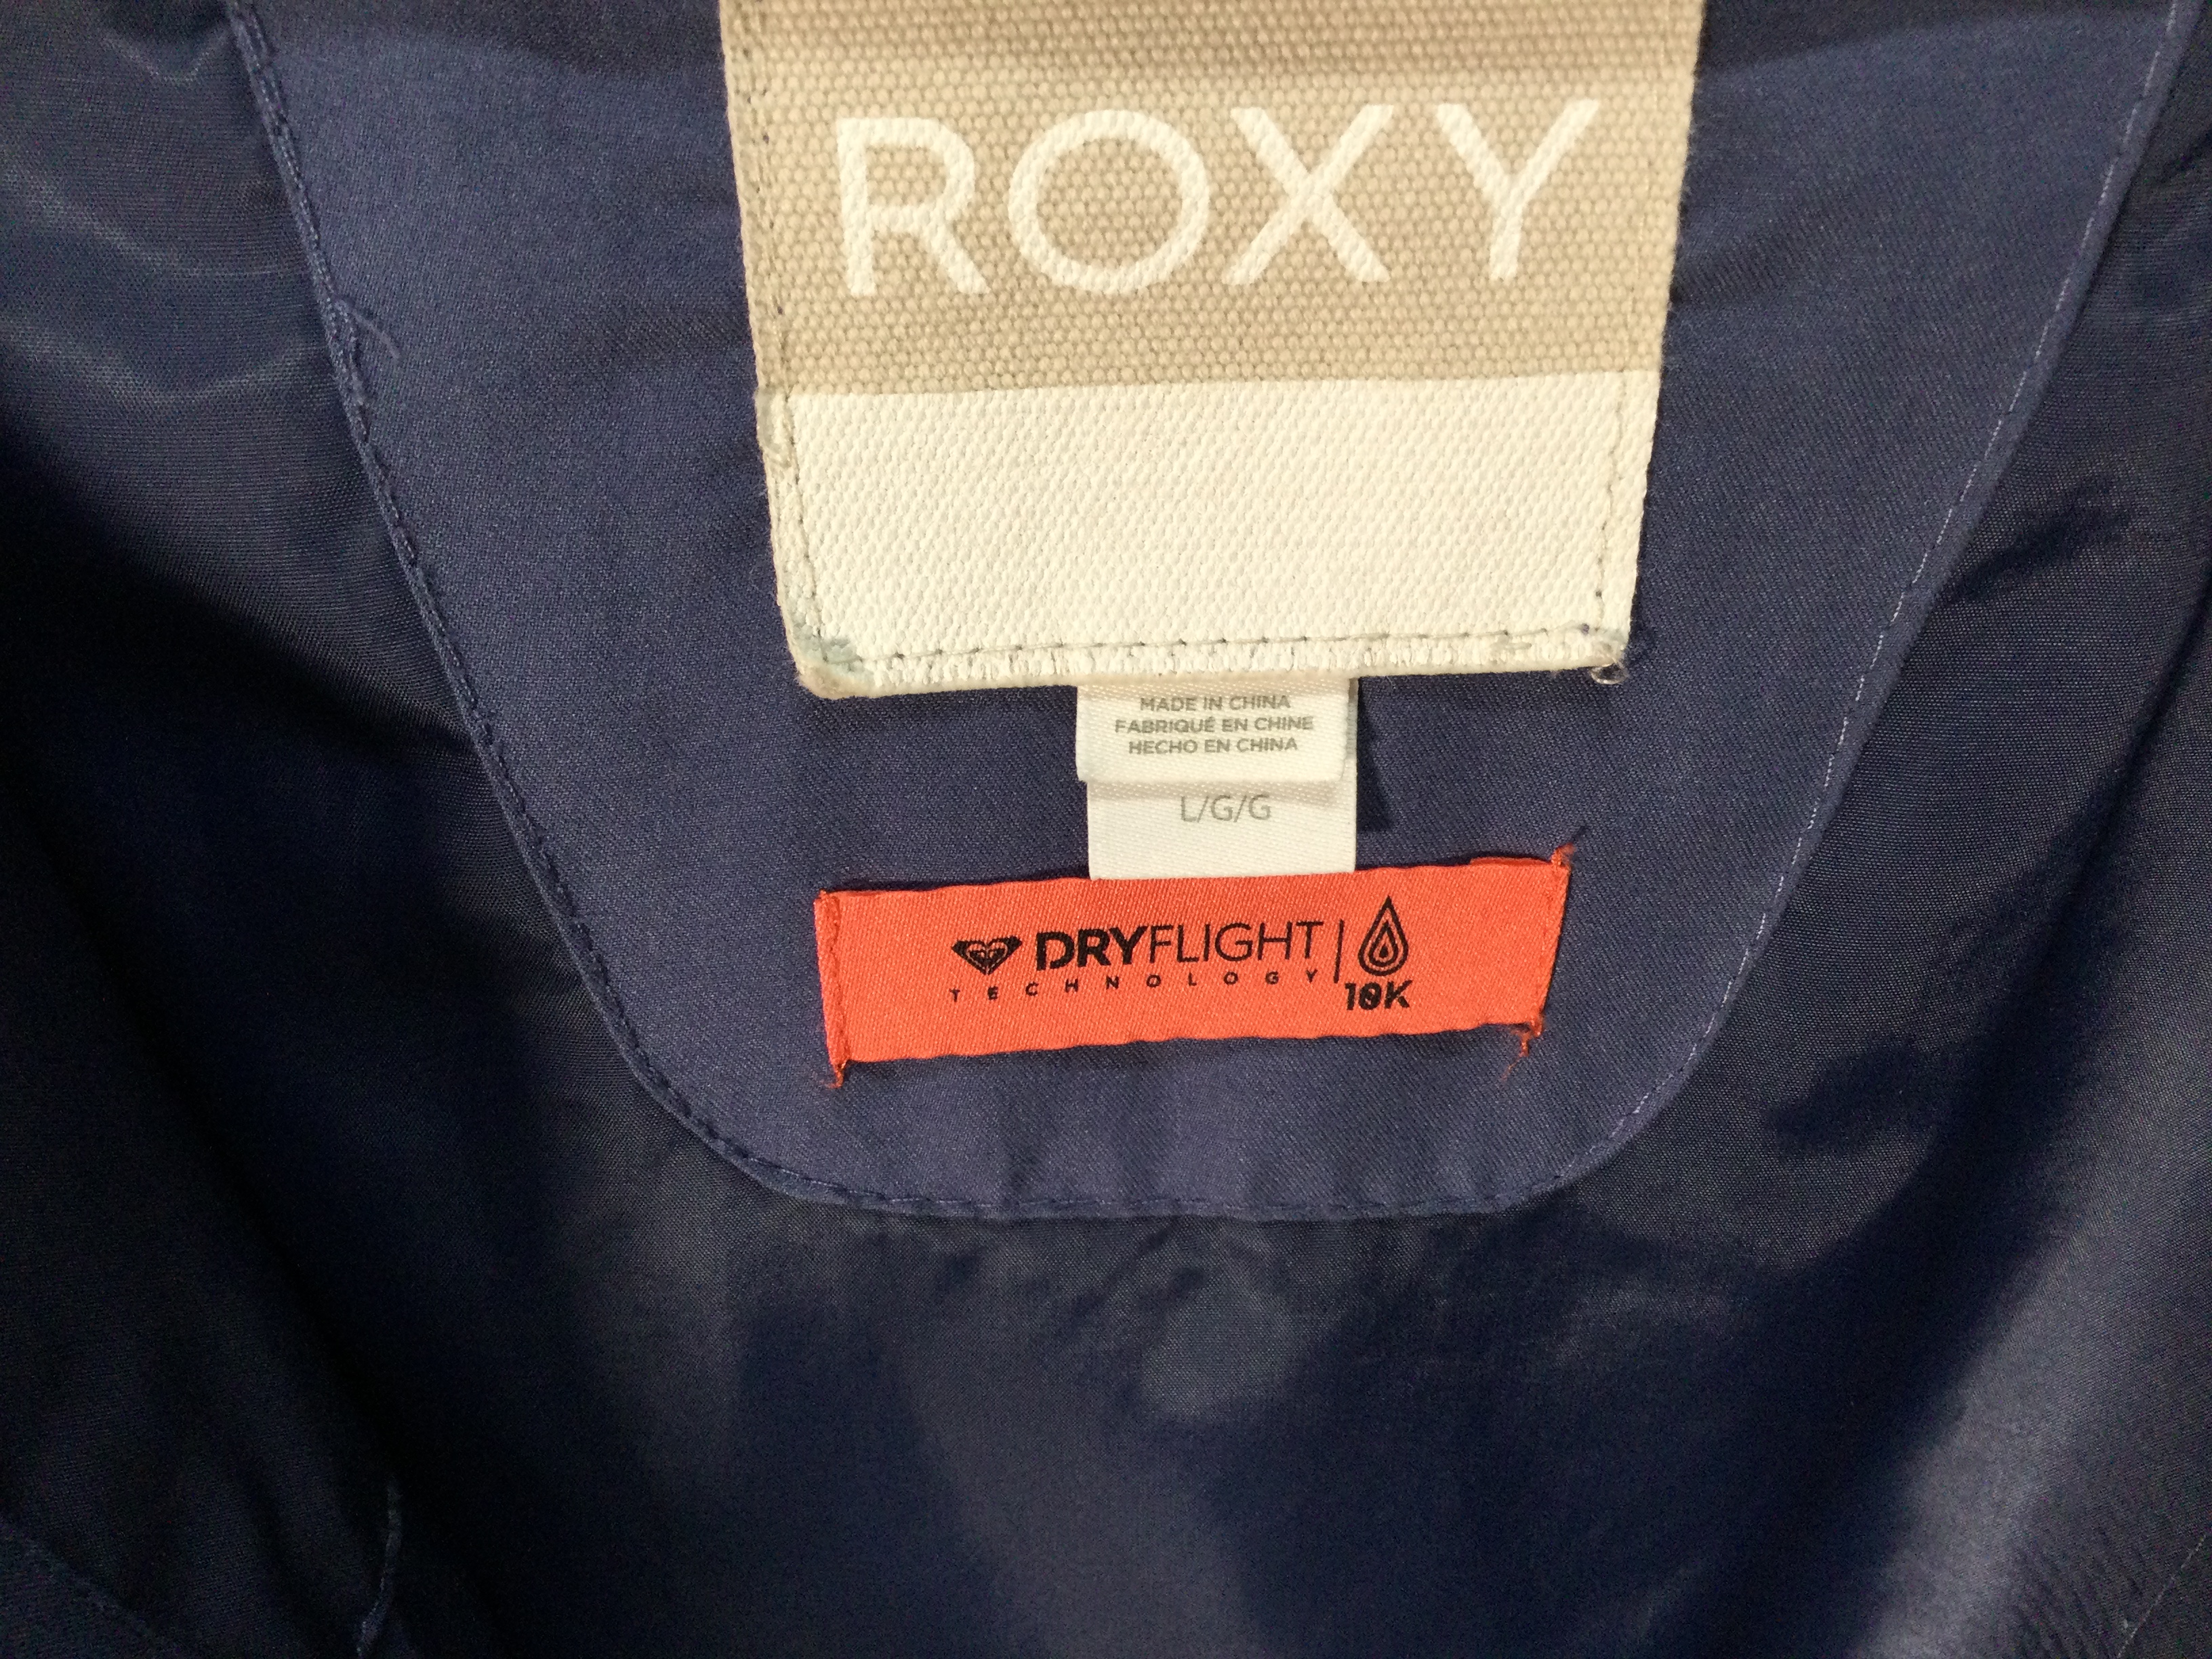 ROXY
MADE IN CHINA
FABRIQUÉ EN CHINE
HECHO EN CHINA
L/G/G
DRYFLIGHT
TECHNOLOGY
10K